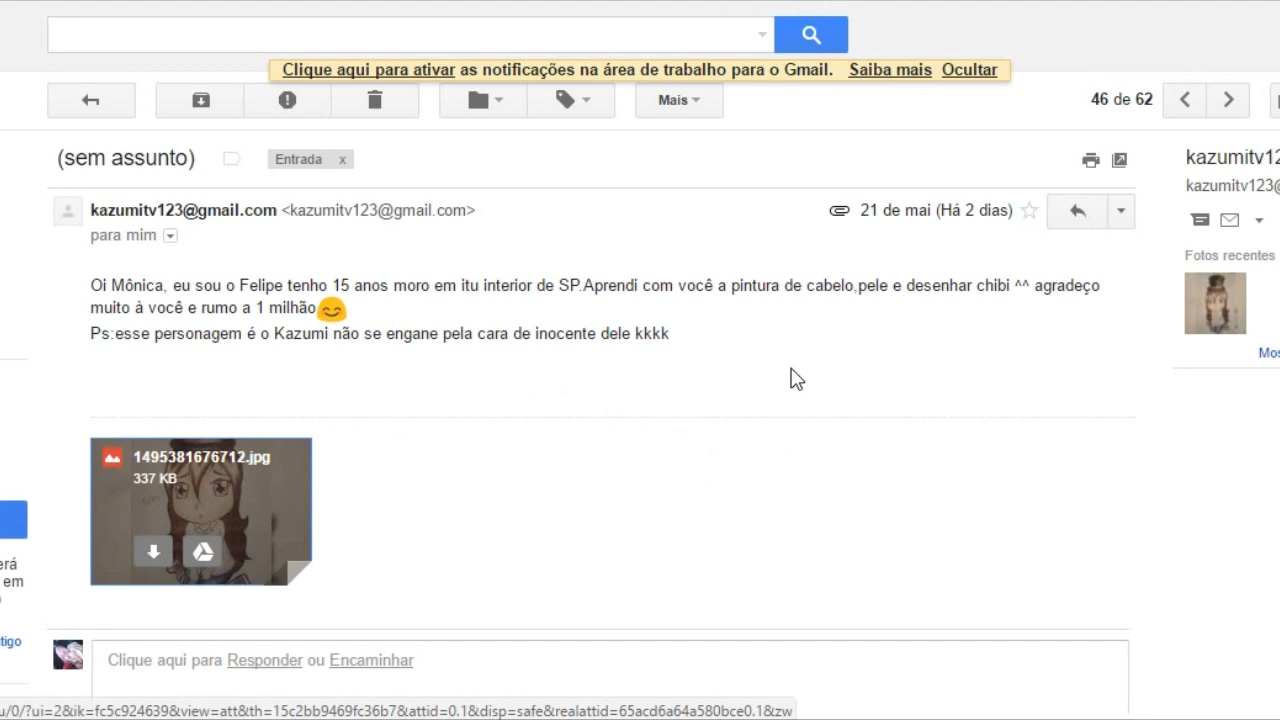 Clique aqui para ativar as notificações na área de trabalho para o Gmail. Saiba mais Ocultar
Mais
46 de 62
(sem assunto)
Entrada x
kazumitv12
kazumitv123@gmail.com <kazumitv123@gmail.com>
21 de mai (Há 2 dias)
kazumitv123@
para mim
Fotos recentes
Oi Mônica, eu sou o Felipe tenho 15 anos moro em itu interior de SP.Aprendi com você a pintura de cabelo,pele e desenhar chibi ^^ agradeço
muito à você e rumo a 1 milhão😊
Ps:esse personagem é o Kazumi não se engane pela cara de inocente dele kkkk
Mos
1495381676712.jpg
337 KB
erá
em
tigo
Clique aqui para Responder ou Encaminhar
u/0/?ui=2&ik=fc5c924639&view=att&th=15c2bb9469fc36b7&attid=0.1&disp=safe&realattid=65acd6a64a580bce0.1&zw